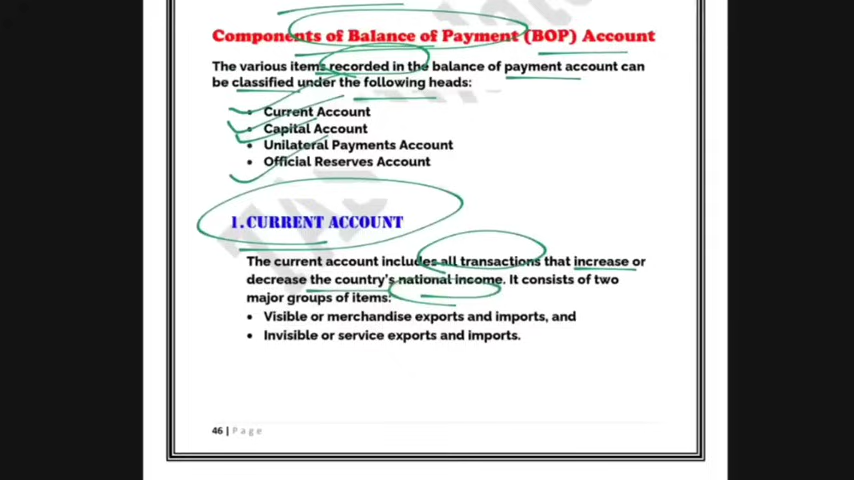 Components of Balance of Payment (BOP) Account
The various items recorded in the balance of payment account can
be classified under the following heads:
• Current Account
• Capital Account
• Unilateral Payments Account
• Official Reserves Account
1.CURRENT ACCOUNT
The current account includes all transactions that increase or
decrease the country's national income. It consists of two
major groups of items:
• Visible or merchandise exports and imports, and
• Invisible or service exports and imports.
46 | Page